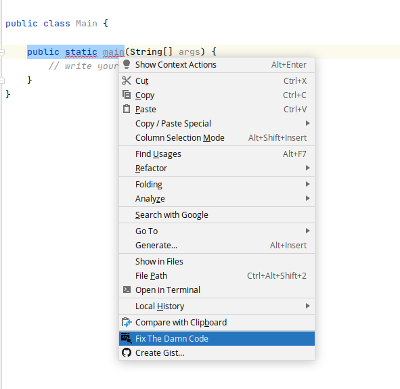 public class Main {
public static main(String[] args) {
// write your
}
}
Show Context Actions Alt+Enter
Cut Ctrl+X
Copy Ctrl+C
Paste Ctrl+V
Copy / Paste Special
Column Selection Mode Alt+Shift+Insert
Find Usages Alt+F7
Refactor
Folding
Analyze
Search with Google
Go To
Generate... Alt+Insert
Show in Files
File Path Ctrl+Alt+Shift+2
Open in Terminal
Local History
Compare with Clipboard
Fix The Damn Code
Create Gist...